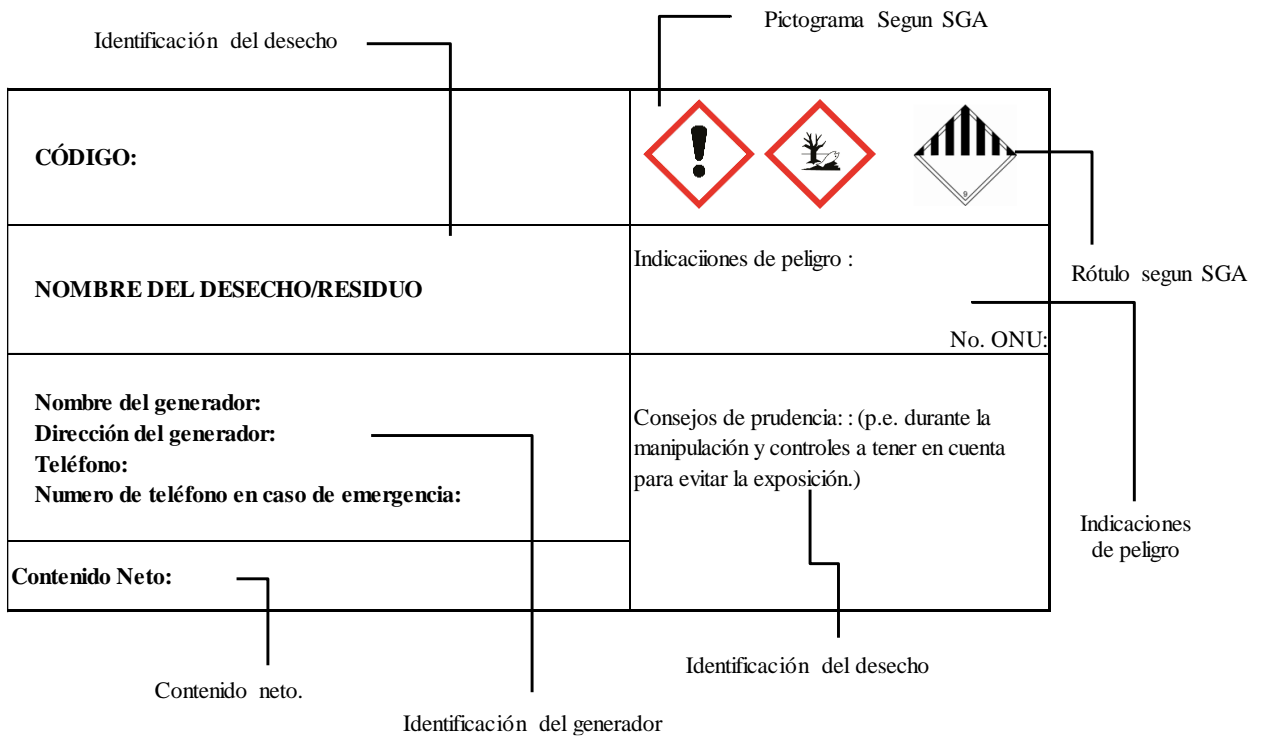 Pictograma Segun SGA
Identificación del desecho
CÓDIGO:
9
Rótulo segun SGA
NOMBRE DEL DESECHO/RESIDUO
Indicaciiones de peligro :
No. ONU:
Nombre del generador:
Dirección del generador:
Teléfono:
Numero de teléfono en caso de emergencia:
Consejos de prudencia: : (p.e. durante la
manipulación y controles a tener en cuenta
para evitar la exposición.)
Indicaciones
de peligro
Contenido Neto:
Identificación del desecho
Contenido neto.
Identificación del generador